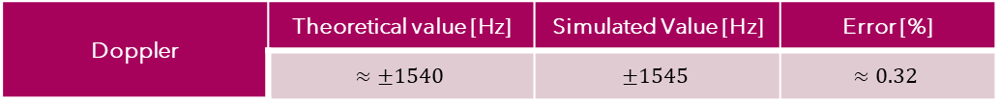 Doppler
Theoretical value [Hz] Simulated Value [Hz] Error [%]
≈ ±1540 ±1545 ≈ 0.32